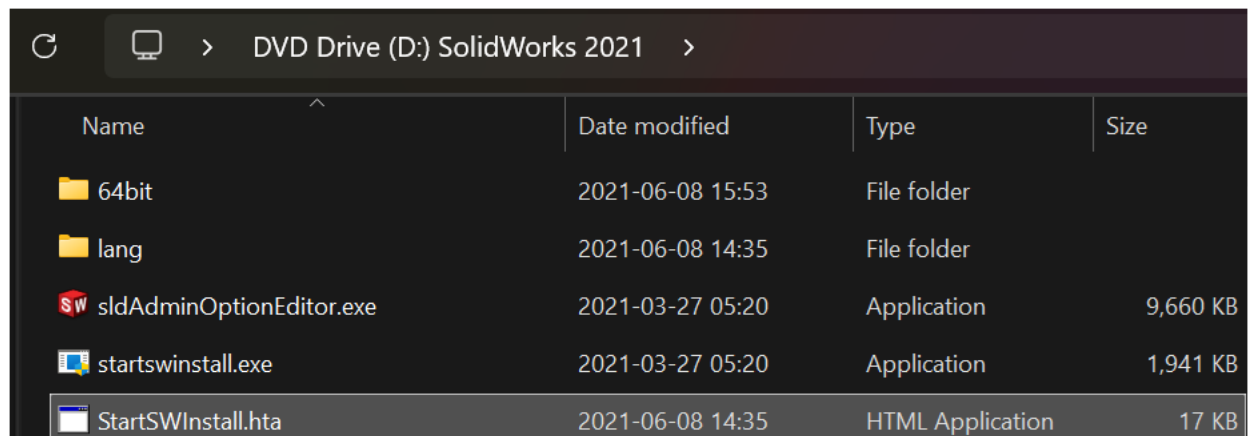 DVD Drive (D:) SolidWorks 2021
Name Date modified Type Size
64bit 2021-06-08 15:53 File folder
lang 2021-06-08 14:35 File folder
SW sldAdminOptionEditor.exe 2021-03-27 05:20 Application 9,660 KB
startswinstall.exe 2021-03-27 05:20 Application 1,941 KB
StartSWInstall.hta 2021-06-08 14:35 HTML Application 17 KB